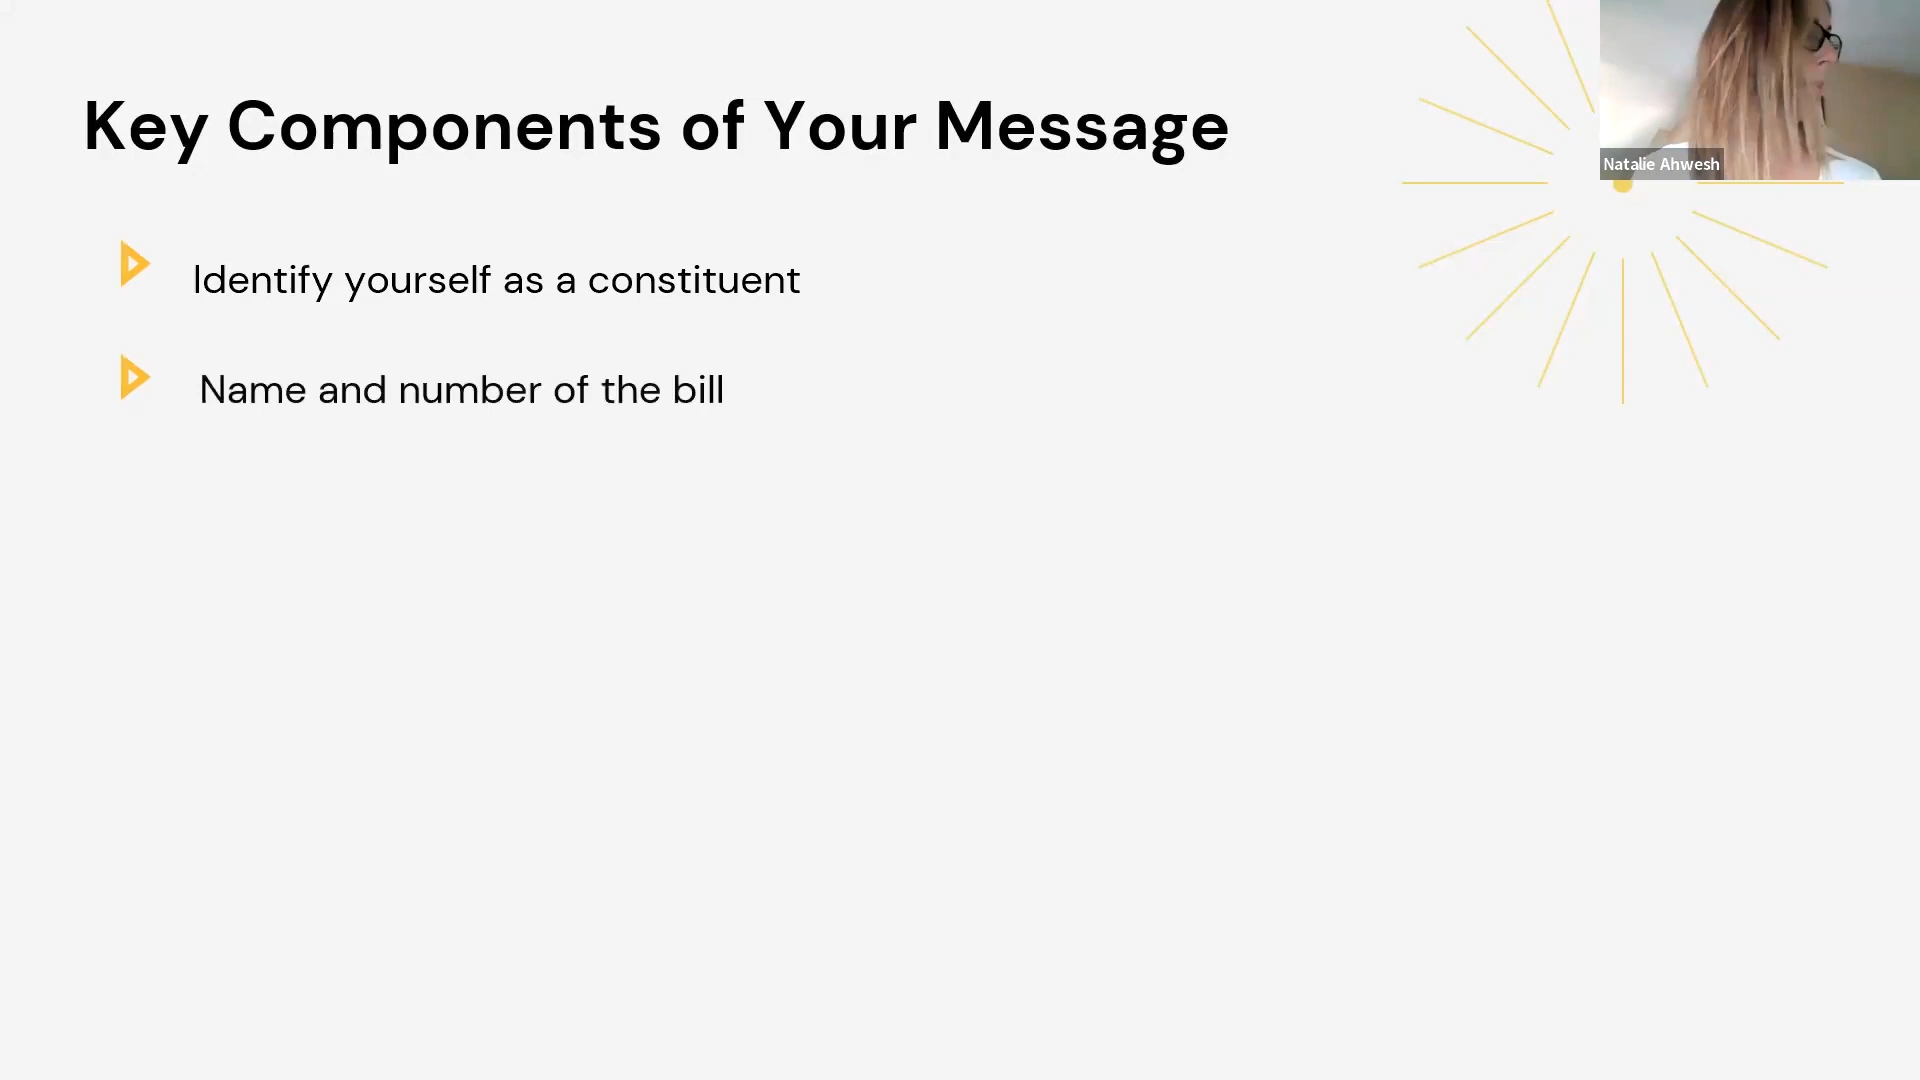 Key Components of Your Message
Natalie Ahwesh
Identify yourself as a constituent
Name and number of the bill